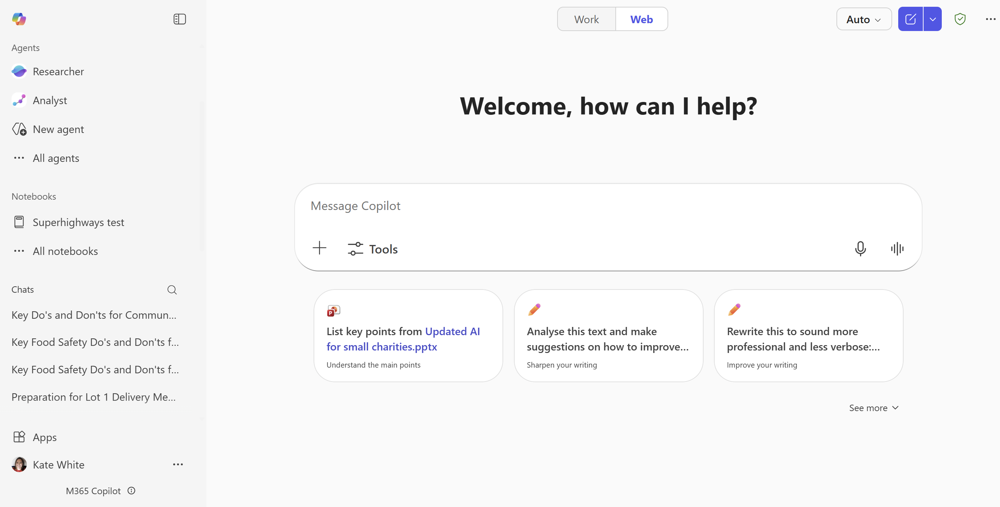 Agents
Researcher
Analyst
New agent
All agents
Notebooks
Superhighways test
All notebooks
Chats
Key Do's and Don'ts for Commun...
Key Food Safety Do's and Don'ts f...
Key Food Safety Do's and Don'ts f...
Preparation for Lot 1 Delivery Me...
Apps
Kate White
M365 Copilot
Work
Web
Auto
Welcome, how can I help?
Message Copilot
Tools
P
List key points from Updated AI
for small charities.pptx
Understand the main points
Analyse this text and make
suggestions on how to improve...
Sharpen your writing
Rewrite this to sound more
professional and less verbose:...
Improve your writing
See more